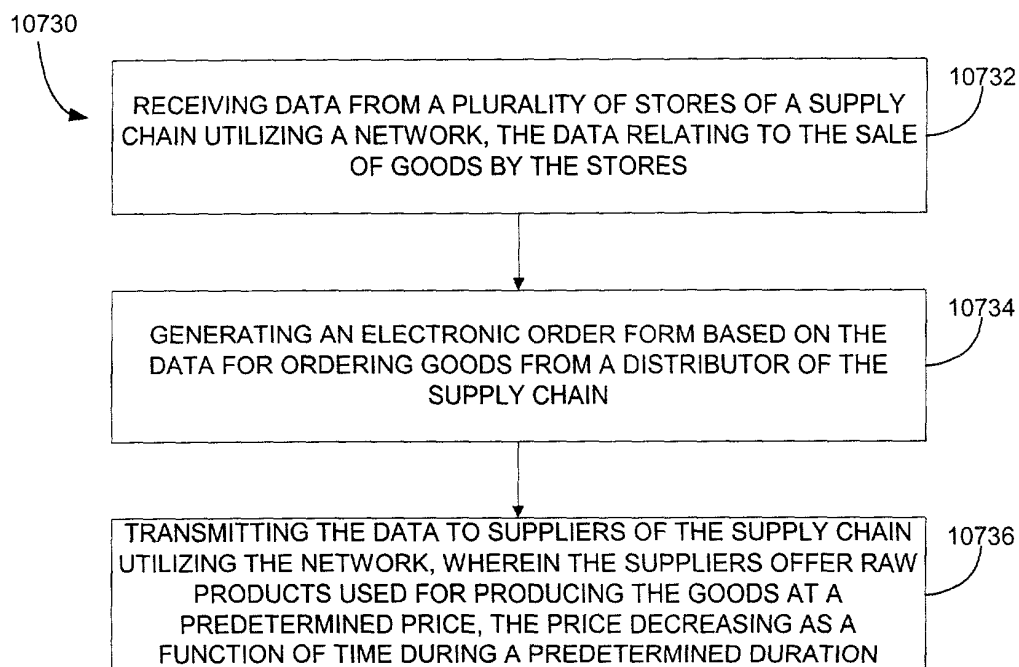 10730
10732
RECEIVING DATA FROM A PLURALITY OF STORES OF A SUPPLY
CHAIN UTILIZING A NETWORK, THE DATA RELATING TO THE SALE
OF GOODS BY THE STORES
10734
GENERATING AN ELECTRONIC ORDER FORM BASED ON THE
DATA FOR ORDERING GOODS FROM A DISTRIBUTOR OF THE
SUPPLY CHAIN
10736
TRANSMITTING THE DATA TO SUPPLIERS OF THE SUPPLY CHAIN
UTILIZING THE NETWORK, WHEREIN THE SUPPLIERS OFFER RAW
PRODUCTS USED FOR PRODUCING THE GOODS AT A
PREDETERMINED PRICE, THE PRICE DECREASING AS A
FUNCTION OF TIME DURING A PREDETERMINED DURATION